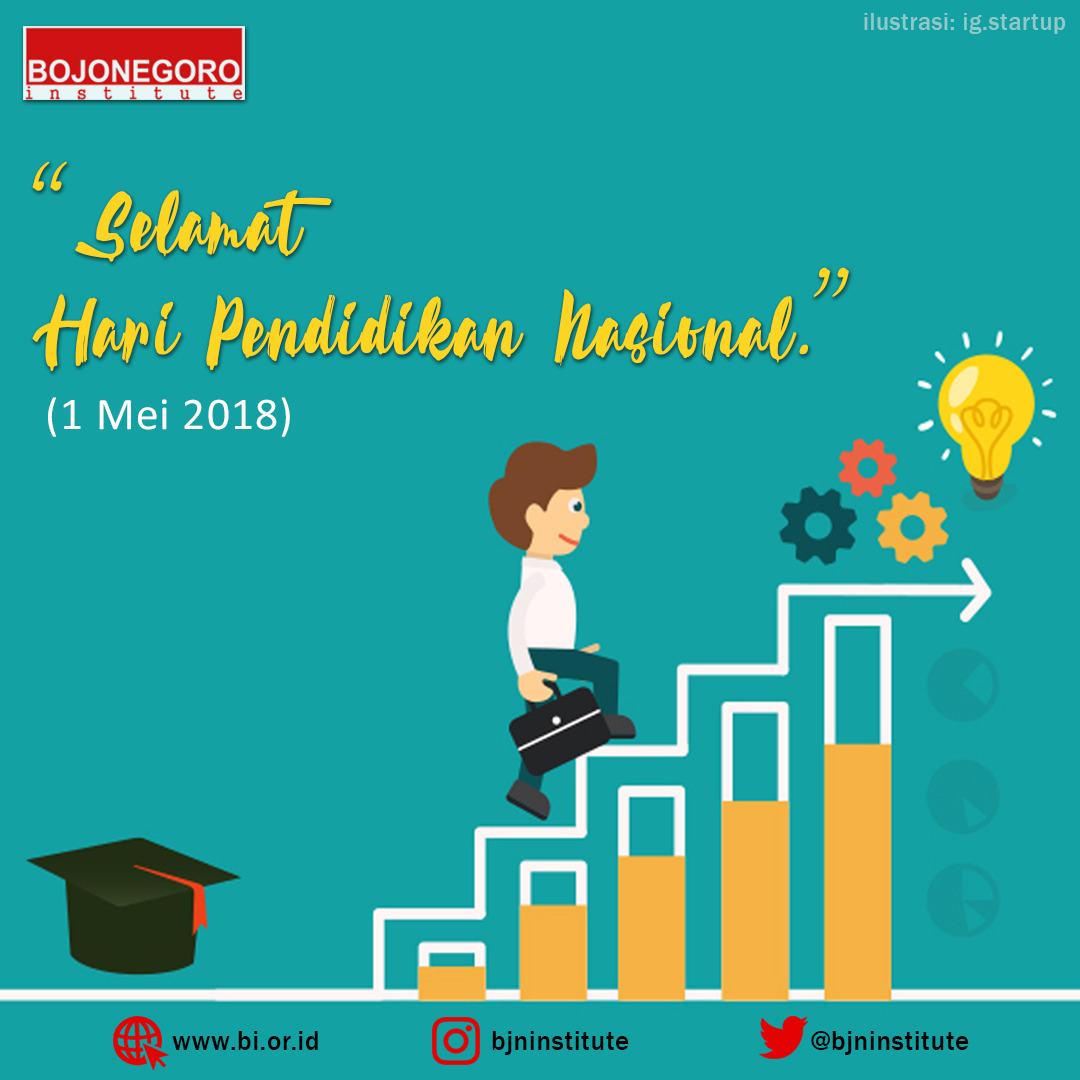 ilustrasi: ig.startup
BOJONEGORO
institute
“ Selamat
Hari Pendidikan Nasional.”
(1 Mei 2018)
www.bi.or.id
bjninstitute
@bjninstitute